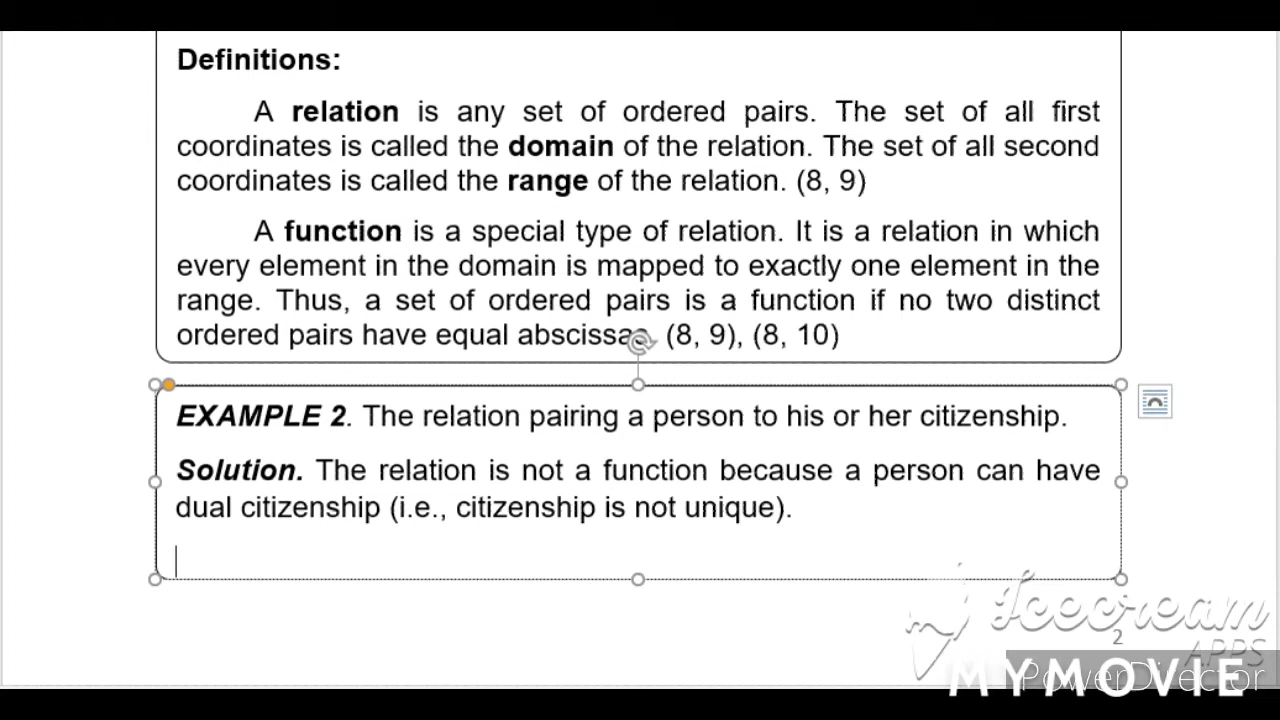 Definitions:
A relation is any set of ordered pairs. The set of all first
coordinates is called the domain of the relation. The set of all second
coordinates is called the range of the relation. (8, 9)
A function is a special type of relation. It is a relation in which
every element in the domain is mapped to exactly one element in the
range. Thus, a set of ordered pairs is a function if no two distinct
ordered pairs have equal abscissas. (8, 9), (8, 10)
EXAMPLE 2. The relation pairing a person to his or her citizenship.
Solution. The relation is not a function because a person can have
dual citizenship (i.e., citizenship is not unique).
Icecream
2
APPS
PowerDirector
MYMOVIE